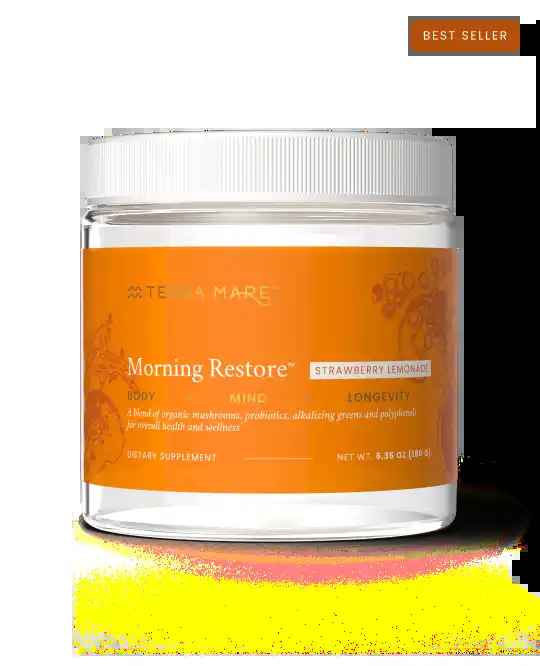 BEST SELLER
TERRA MARE™
Morning Restore™ STRAWBERRY LEMONADE
BODY MIND LONGEVITY
A blend of organic mushrooms, probiotics, alkalizing greens and polyphenols
for overall health and wellness
DIETARY SUPPLEMENT NET WT. 6.35 OZ (180 G)